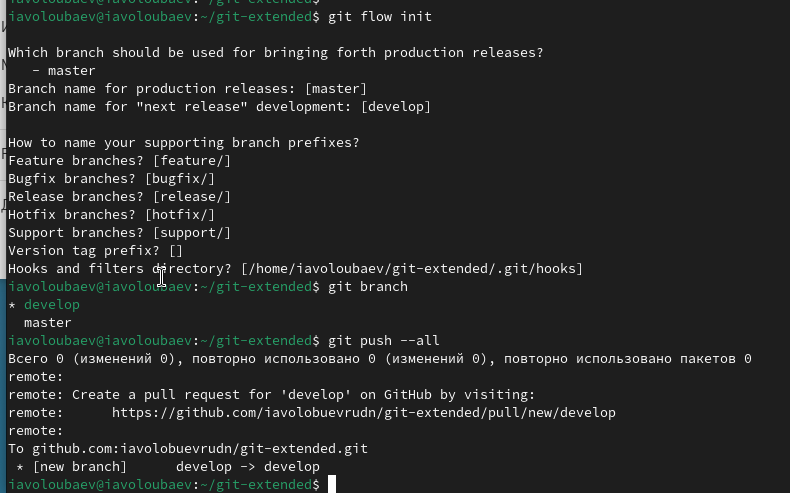 iavoloubaev@iavoloubaev:~/git-extended$ git flow init
Which branch should be used for bringing forth production releases?
   - master
Branch name for production releases: [master]
Branch name for "next release" development: [develop]
How to name your supporting branch prefixes?
Feature branches? [feature/]
Bugfix branches? [bugfix/]
Release branches? [release/]
Hotfix branches? [hotfix/]
Support branches? [support/]
Version tag prefix? []
Hooks and filters directory? [/home/iavoloubaev/git-extended/.git/hooks]
iavoloubaev@iavoloubaev:~/git-extended$ git branch
* develop
  master
iavoloubaev@iavoloubaev:~/git-extended$ git push --all
Всего 0 (изменений 0), повторно использовано 0 (изменений 0), повторно использовано пакетов 0
remote:
remote: Create a pull request for 'develop' on GitHub by visiting:
remote:      https://github.com/iavolobuevrudn/git-extended/pull/new/develop
remote:
To github.com:iavolobuevrudn/git-extended.git
 * [new branch]      develop -> develop
iavoloubaev@iavoloubaev:~/git-extended$